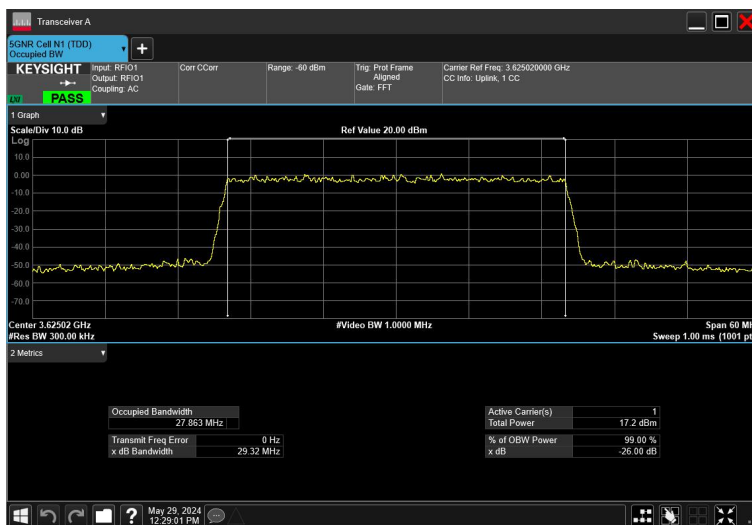 Transceiver A
5GNR Cell N1 (TDD)
Occupied BW
KEYSIGHT
LXI
PASS
Input: RFIO1
Output: RFIO1
Coupling: AC
Corr CCorr
Range: -60 dBm
Trig: Prot Frame
Aligned
Gate: FFT
Carrier Ref Freq: 3.625020000 GHz
CC Info: Uplink, 1 CC
1 Graph
Scale/Div 10.0 dB
Ref Value 20.00 dBm
Log
10.0
0.00
-10.0
-20.0
-30.0
-40.0
-50.0
-60.0
-70.0
Center 3.62502 GHz
#Video BW 1.0000 MHz
Span 60 MH
#Res BW 300.00 kHz
Sweep 1.00 ms (1001 pt
2 Metrics
Occupied Bandwidth
27.863 MHz
Transmit Freq Error 0 Hz
x dB Bandwidth 29.32 MHz
Active Carrier(s) 1
Total Power 17.2 dBm
% of OBW Power 99.00 %
x dB -26.00 dB
?
May 29, 2024
12:29:01 PM